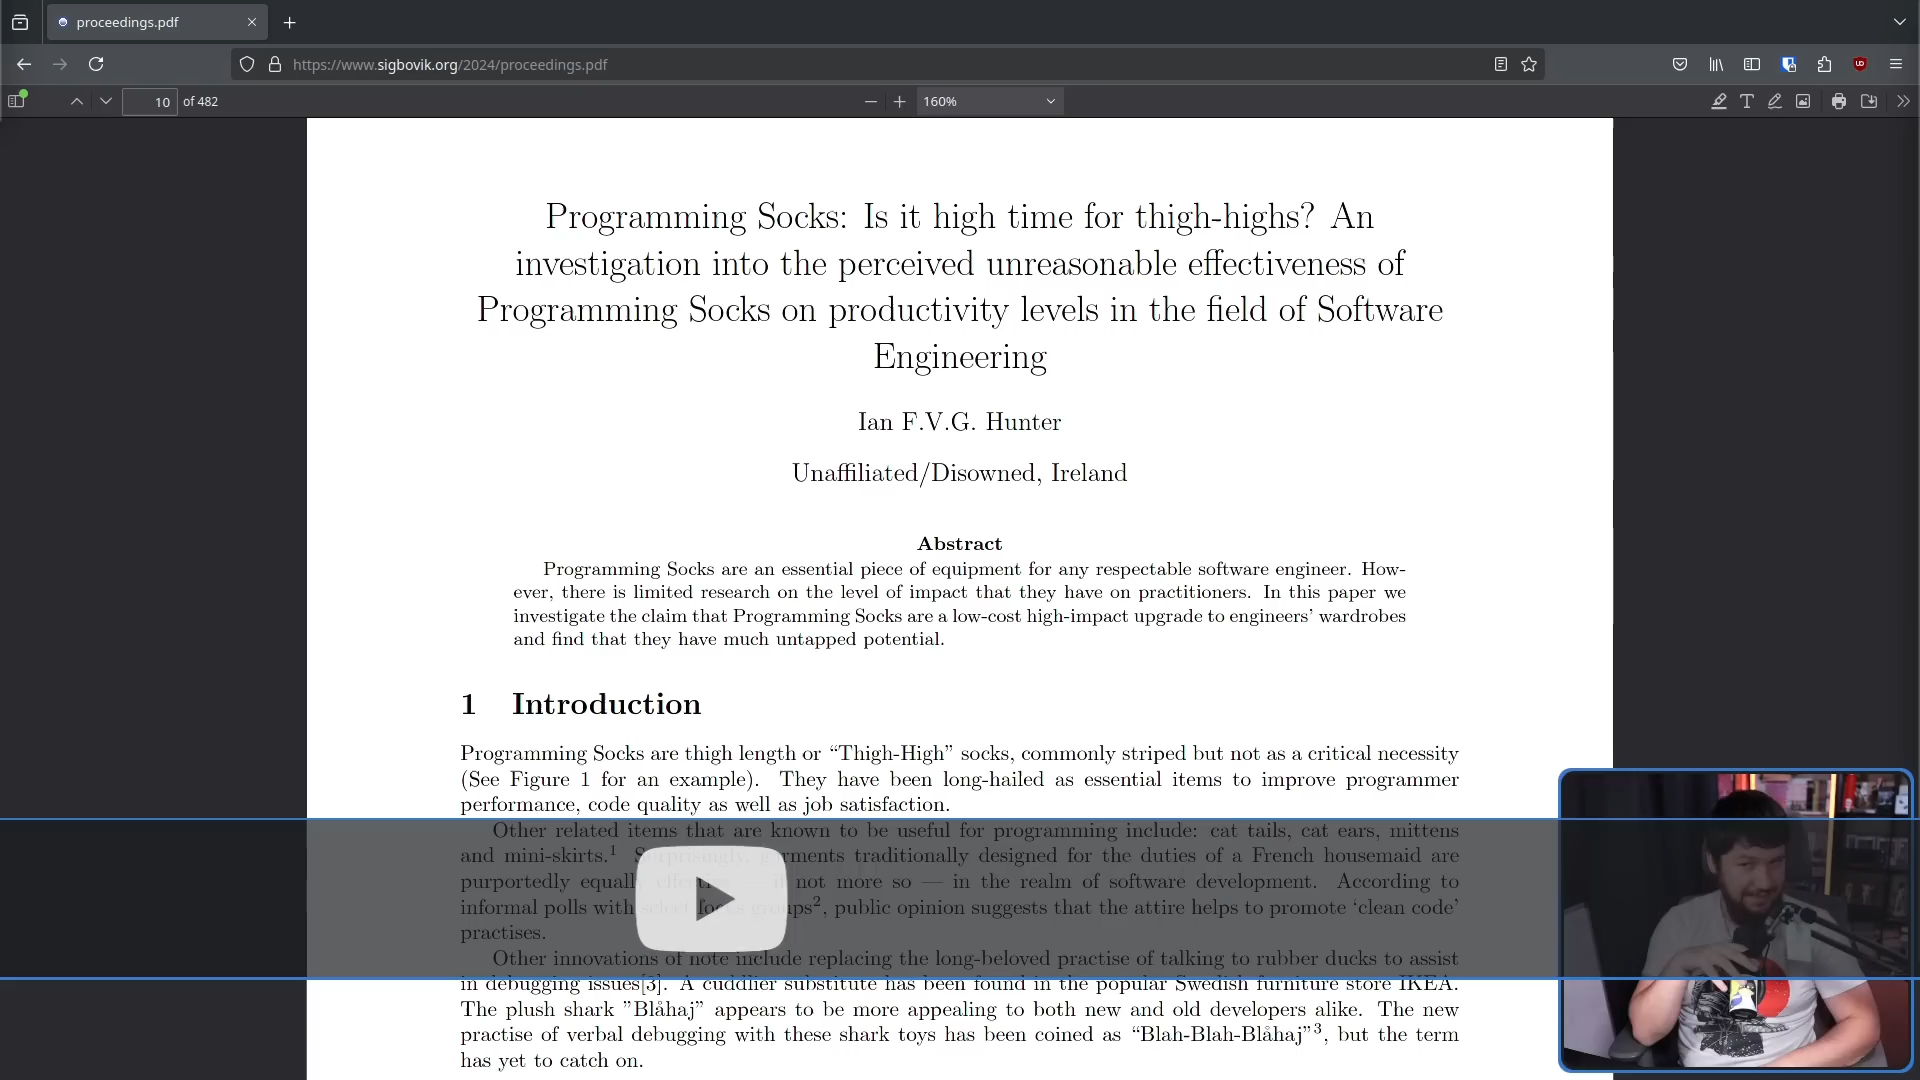 proceedings.pdf
https://www.sigbovik.org/2024/proceedings.pdf
10 of 482
160%
Programming Socks: Is it high time for thigh-highs? An
investigation into the perceived unreasonable effectiveness of
Programming Socks on productivity levels in the field of Software
Engineering
Ian F.V.G. Hunter
Unaffiliated/Disowned, Ireland
Abstract
Programming Socks are an essential piece of equipment for any respectable software engineer. How-
ever, there is limited research on the level of impact that they have on practitioners. In this paper we
investigate the claim that Programming Socks are a low-cost high-impact upgrade to engineers' wardrobes
and find that they have much untapped potential.
1 Introduction
Programming Socks are thigh length or “Thigh-High” socks, commonly striped but not as a critical necessity
(See Figure 1 for an example). They have been long-hailed as essential items to improve programmer
performance, code quality as well as job satisfaction.
Other related items that are known to be useful for programming include: cat tails, cat ears, mittens
and mini-skirts.1 Surprisingly, garments traditionally designed for the duties of a French housemaid are
purportedly equally effective — if not more so — in the realm of software development. According to
informal polls with select focus groups2, public opinion suggests that the attire helps to promote ‘clean code’
practises.
Other innovations of note include replacing the long-beloved practise of talking to rubber ducks to assist
in debugging issues[3]. A cuddlier substitute has been found in the popular Swedish furniture store IKEA.
The plush shark ”Blåhaj” appears to be more appealing to both new and old developers alike. The new
practise of verbal debugging with these shark toys has been coined as “Blah-Blah-Blåhaj”3, but the term
has yet to catch on.